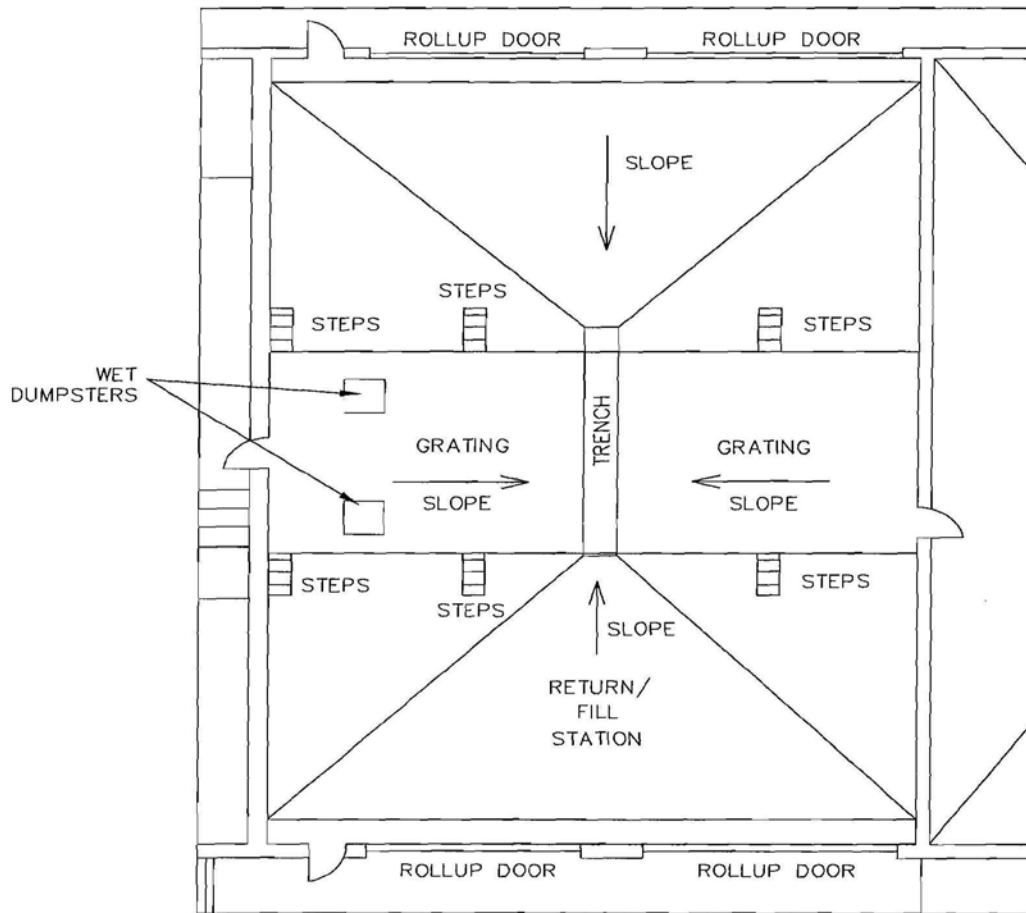 ROLLUP DOOR
ROLLUP DOOR
SLOPE
STEPS
STEPS
STEPS
WET
DUMPSTERS
TRENCH
GRATING
GRATING
SLOPE
SLOPE
STEPS
STEPS
STEPS
SLOPE
RETURN/
FILL
STATION
ROLLUP DOOR
ROLLUP DOOR